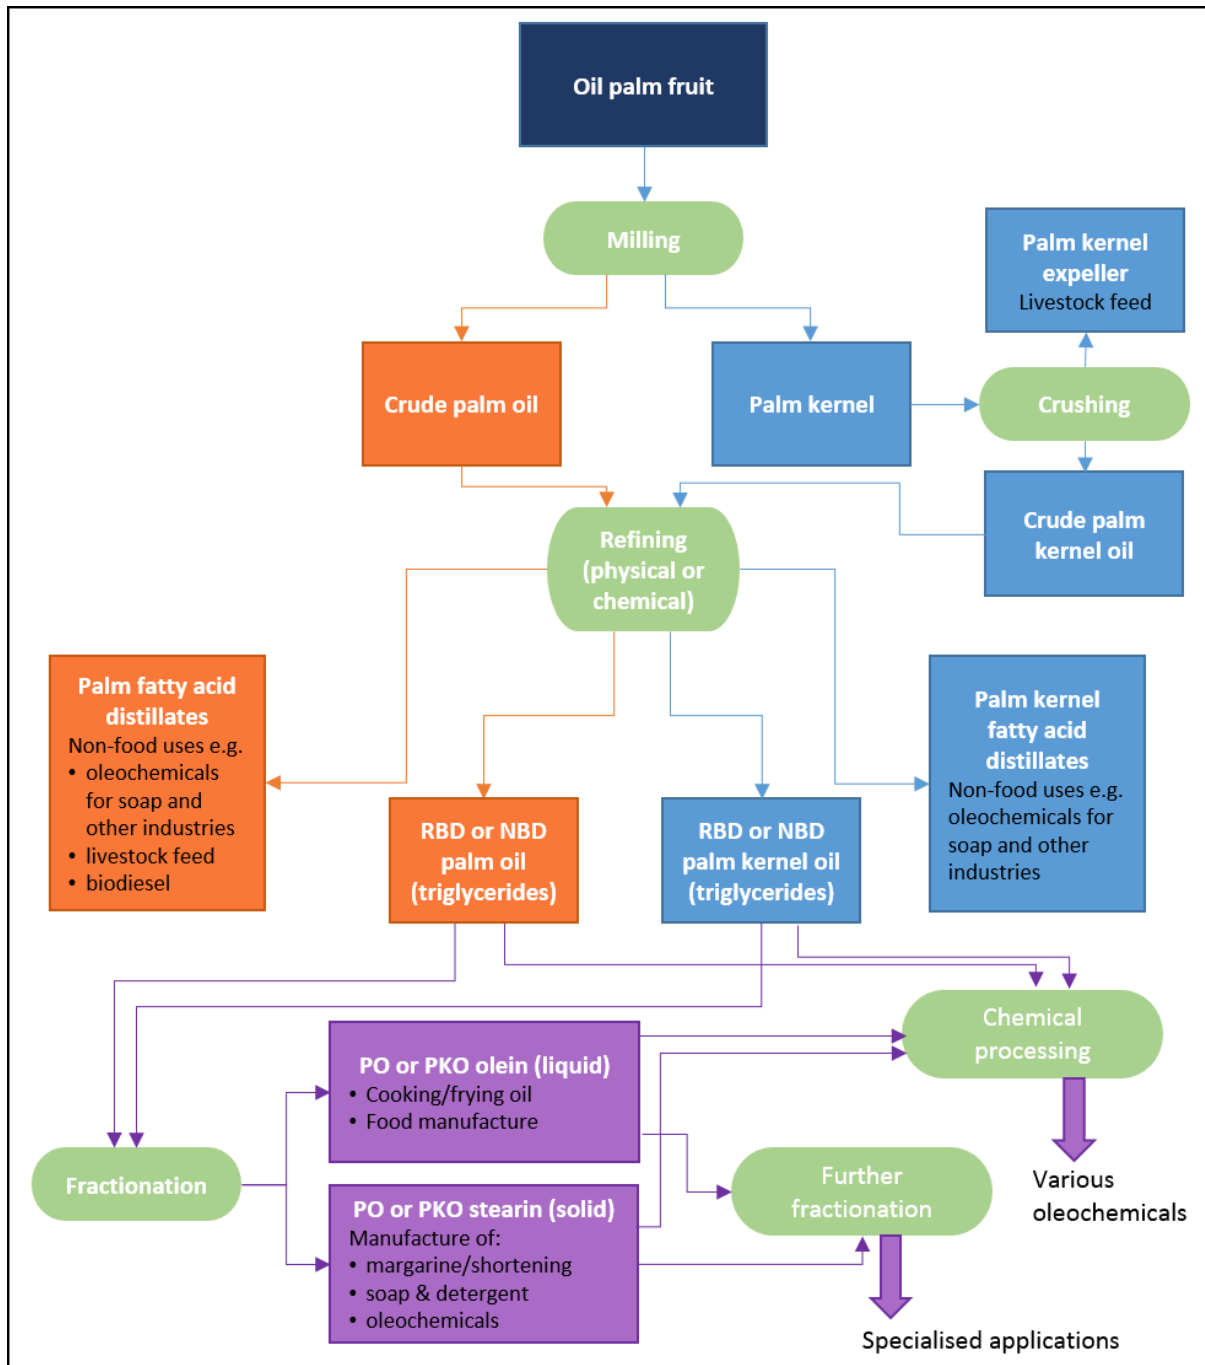 Oil palm fruit
Milling
Palm kernel
expeller
Livestock feed
Crude palm oil
Palm kernel
Crushing
Crude palm
kernel oil
Refining
(physical or
chemical)
Palm fatty acid
distillates
Non-food uses e.g.
• oleochemicals
for soap and
other industries
• livestock feed
• biodiesel
RBD or NBD
palm oil
(triglycerides)
RBD or NBD
palm kernel oil
(triglycerides)
Palm kernel
fatty acid
distillates
Non-food uses e.g.
oleochemicals for
soap and other
industries
Chemical
processing
PO or PKO olein (liquid)
• Cooking/frying oil
• Food manufacture
Fractionation
PO or PKO stearin (solid)
Manufacture of:
• margarine/shortening
• soap & detergent
• oleochemicals
Further
fractionation
Various
oleochemicals
Specialised applications